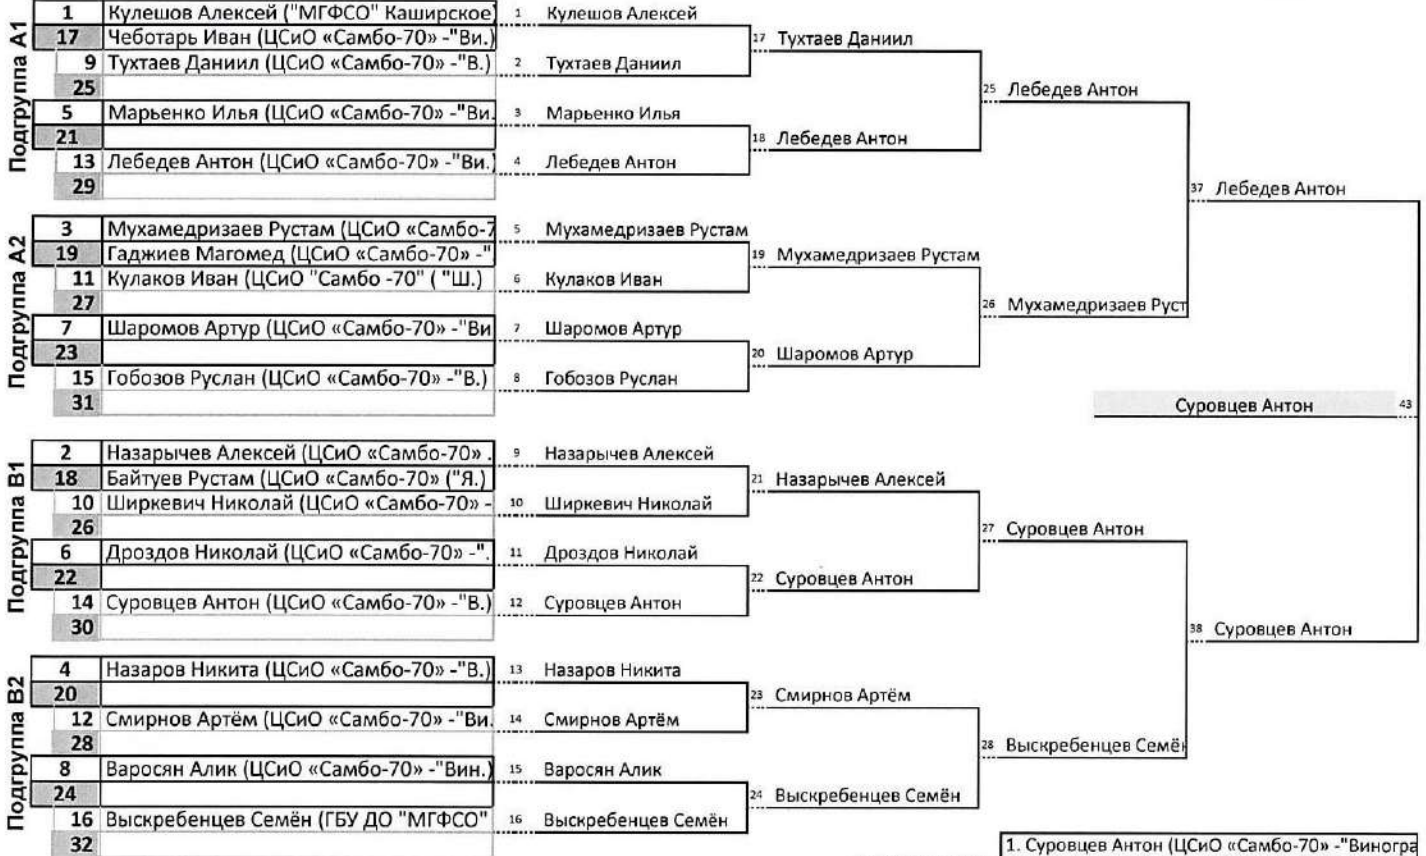 Подгруппа А1
1 Кулешов Алексей ("МГФСО" Каширское)
17 Чеботарь Иван (ЦСиО «Самбо-70» -"Ви.)
9 Тухтаев Даниил (ЦСиО «Самбо-70» -"В.)
25
5 Марьенко Илья (ЦСиО «Самбо-70» -"Ви.
21
13 Лебедев Антон (ЦСиО «Самбо-70» -"Ви.)
29
Подгруппа А2
3 Мухамедризаев Рустам (ЦСиО «Самбо-7
19 Гаджиев Магомед (ЦСиО «Самбо-70» -"
11 Кулаков Иван (ЦСиО "Самбо -70" ( "Ш.)
27
7 Шаромов Артур (ЦСиО «Самбо-70» -"Ви
23
15 Гобозов Руслан (ЦСиО «Самбо-70» -"В.)
31
Подгруппа В1
2 Назарычев Алексей (ЦСиО «Самбо-70» .
18 Байтуев Рустам (ЦСиО «Самбо-70» ("Я.)
10 Ширкевич Николай (ЦСиО «Самбо-70» -
26
6 Дроздов Николай (ЦСиО «Самбо-70» -".
22
14 Суровцев Антон (ЦСиО «Самбо-70» -"В.)
30
Подгруппа В2
4 Назаров Никита (ЦСиО «Самбо-70» -"В.)
20
12 Смирнов Артём (ЦСиО «Самбо-70» -"Ви.
28
8 Варосян Алик (ЦСиО «Самбо-70» -"Вин.)
24
16 Выскребенцев Семён (ГБУ ДО "МГФСО"
32
1 Кулешов Алексей
2 Тухтаев Даниил
3 Марьенко Илья
4 Лебедев Антон
5 Мухамедризаев Рустам
6 Кулаков Иван
7 Шаромов Артур
8 Гобозов Руслан
9 Назарычев Алексей
10 Ширкевич Николай
11 Дроздов Николай
12 Суровцев Антон
13 Назаров Никита
14 Смирнов Артём
15 Варосян Алик
16 Выскребенцев Семён
17 Тухтаев Даниил
18 Лебедев Антон
19 Мухамедризаев Рустам
20 Шаромов Артур
21 Назарычев Алексей
22 Суровцев Антон
23 Смирнов Артём
24 Выскребенцев Семён
25 Лебедев Антон
26 Мухамедризаев Руст
27 Суровцев Антон
28 Выскребенцев Семён
37 Лебедев Антон
38 Суровцев Антон
Суровцев Антон 43
1. Суровцев Антон (ЦСиО «Самбо-70» -"Виногра